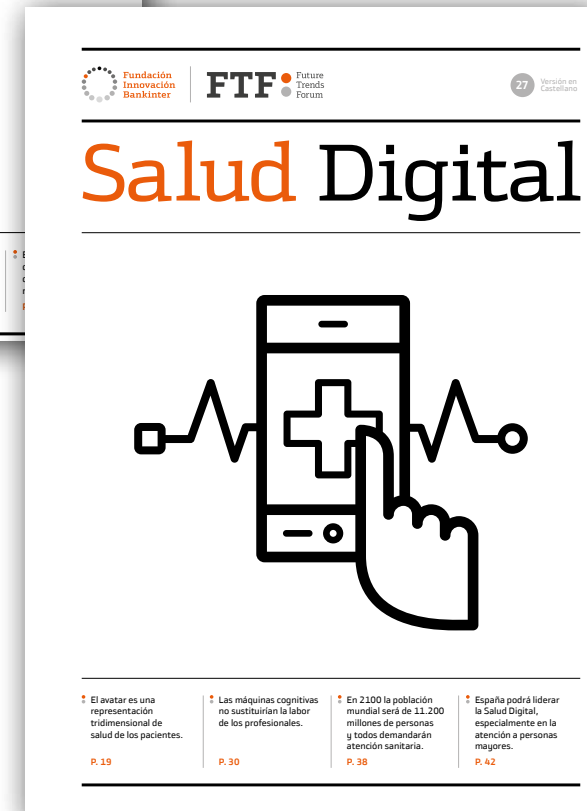 Fundación
Innovación
Bankinter
FTF
Future
Trends
Forum
27
Versión en
Castellano
Salud Digital
El avatar es una
representación
tridimensional de
salud de los pacientes.
P. 19
Las máquinas cognitivas
no sustituirían la labor
de los profesionales.
P. 30
En 2100 la población
mundial será de 11.200
millones de personas
y todos demandarán
atención sanitaria.
P. 38
España podrá liderar
la Salud Digital,
especialmente en la
atención a personas
mayores.
P. 42